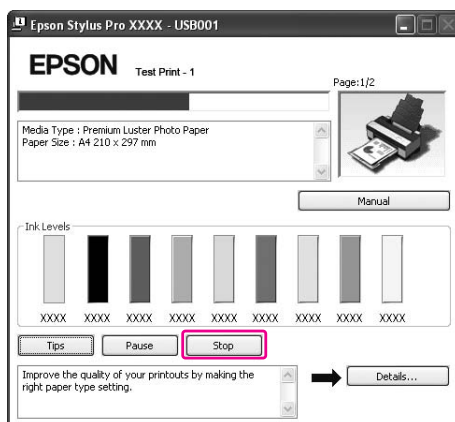 Epson Stylus Pro XXXX - USB001
EPSON Test Print - 1
Page:1/2
Media Type : Premium Luster Photo Paper
Paper Size : A4 210 x 297 mm
Manual
Ink Levels
XXXX XXXX XXXX XXXX XXXX XXXX XXXX XXXX XXXX
Tips Pause Stop
Improve the quality of your printouts by making the
right paper type setting.
Details...